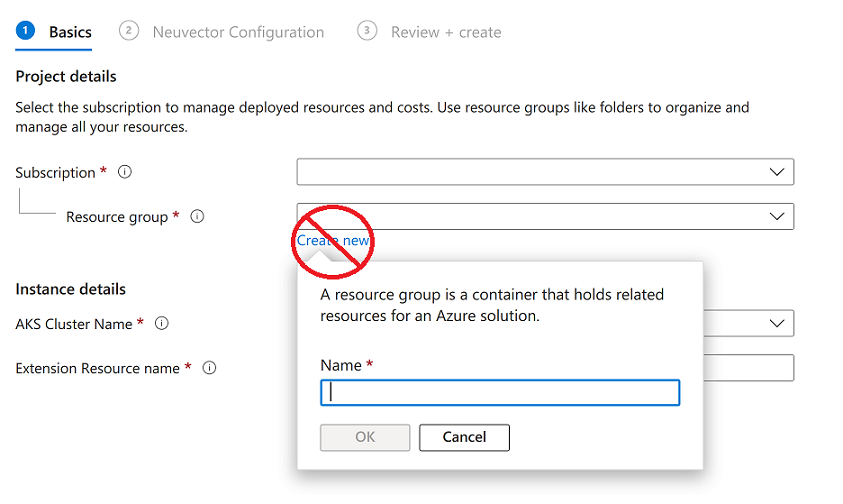 1 Basics 2 Neuvector Configuration 3 Review + create
Project details
Select the subscription to manage deployed resources and costs. Use resource groups like folders to organize and
manage all your resources.
Subscription *
Resource group *
Create new
A resource group is a container that holds related
resources for an Azure solution.
Name *
OK Cancel
Instance details
AKS Cluster Name *
Extension Resource name *